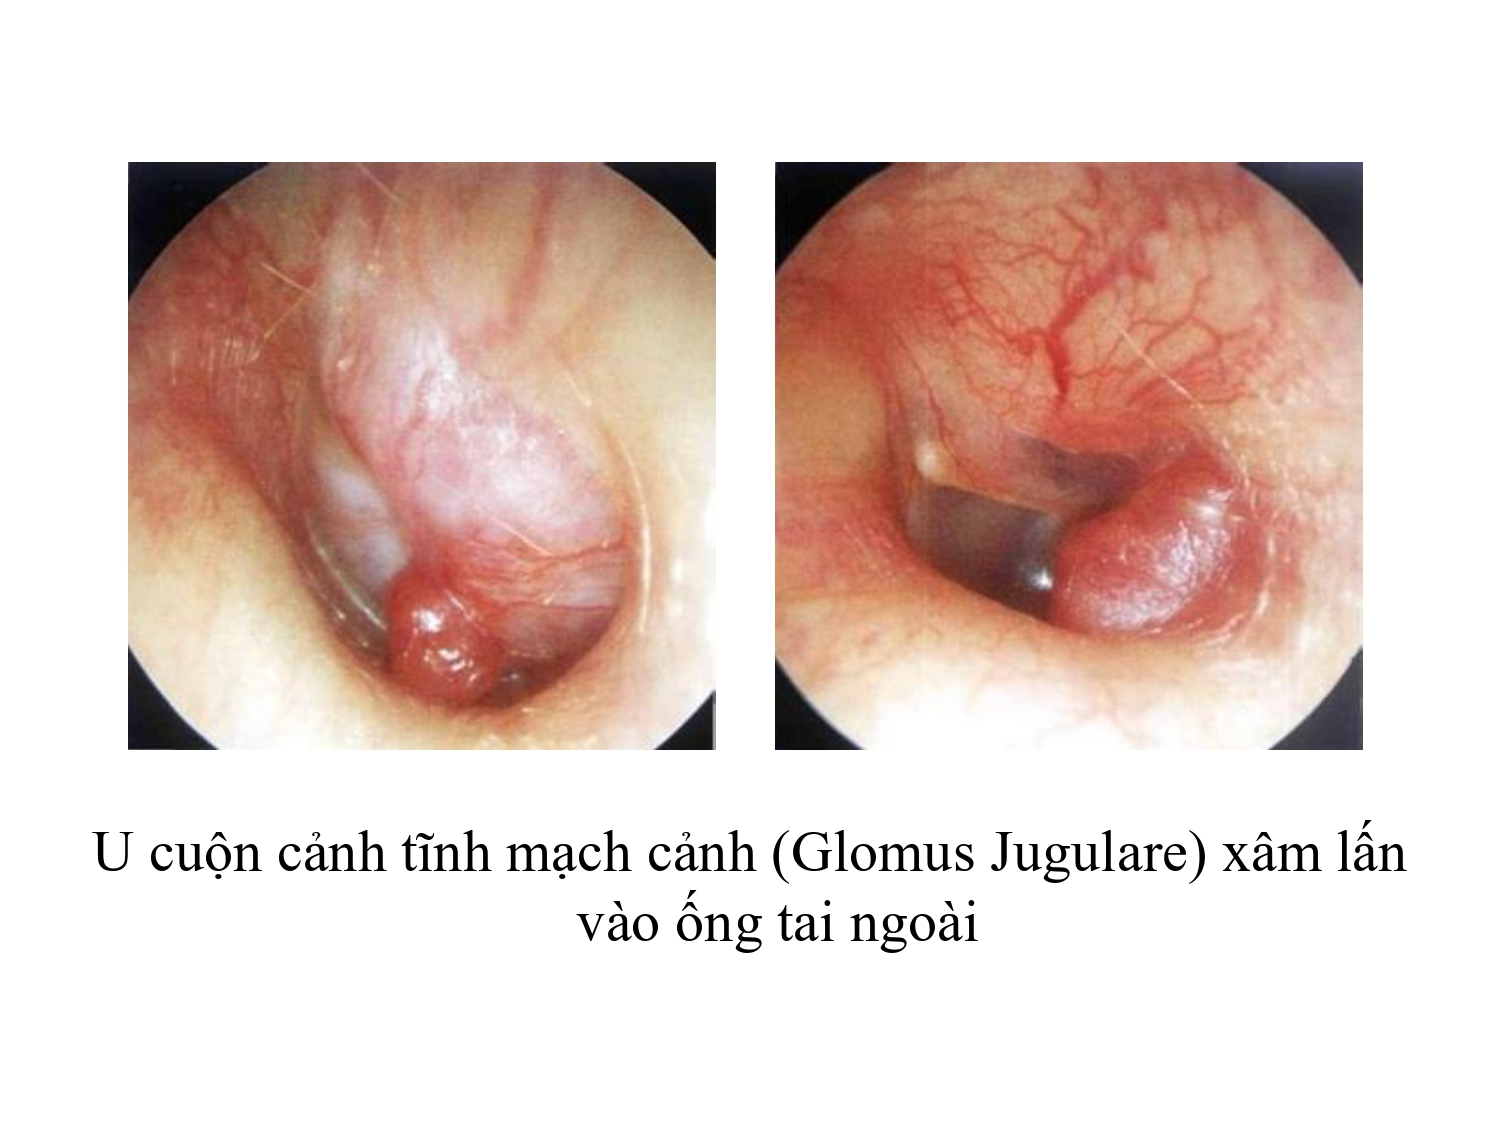 U cuộn cảnh tĩnh mạch cảnh (Glomus Jugulare) xâm lấn
vào ống tai ngoài